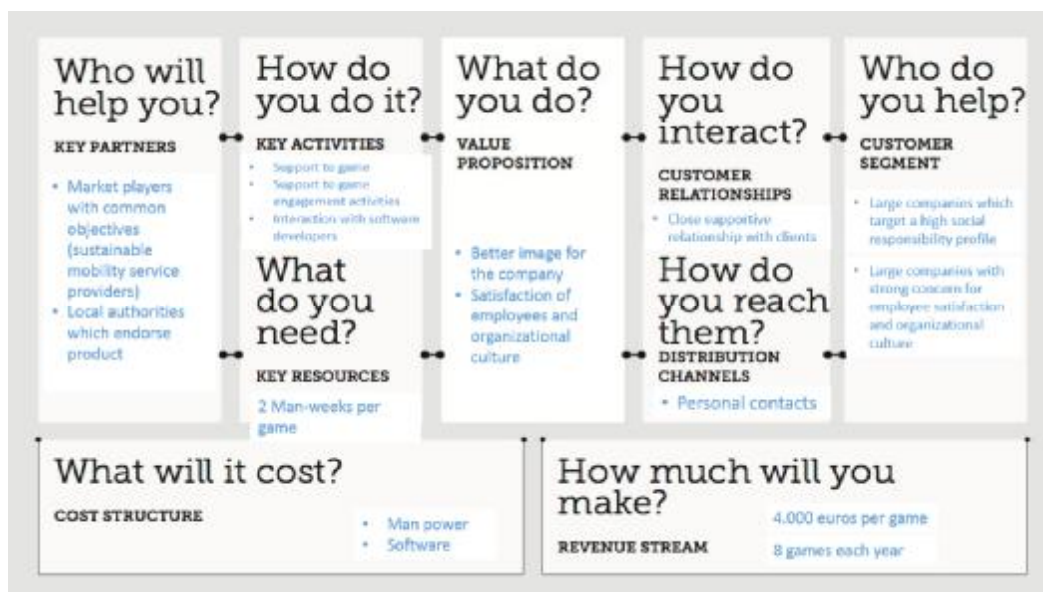 Who will
help you?
KEY PARTNERS
• Market players
with common
objectives
(sustainable
mobility service
providers)
• Local authorities
which endorse
product
How do
you do it?
KEY ACTIVITIES
• Support to game
• Support to game
engagement activities
• Interaction with software
developers
What
do you
need?
KEY RESOURCES
2 Man-weeks per
game
What do
you do?
VALUE
PROPOSITION
• Better image for
the company
• Satisfaction of
employees and
organizational
culture
How do
you
interact?
CUSTOMER
RELATIONSHIPS
• Close supportive
relationship with clients
How do
you reach
them?
DISTRIBUTION
CHANNELS
• Personal contacts
Who do
you help?
CUSTOMER
SEGMENT
• Large companies which
target a high social
responsibility profile
• Large companies with
strong concern for
employee satisfaction
and organizational
culture
What will it cost?
COST STRUCTURE
• Man power
• Software
How much will you
make?
REVENUE STREAM
4.000 euros per game
8 games each year